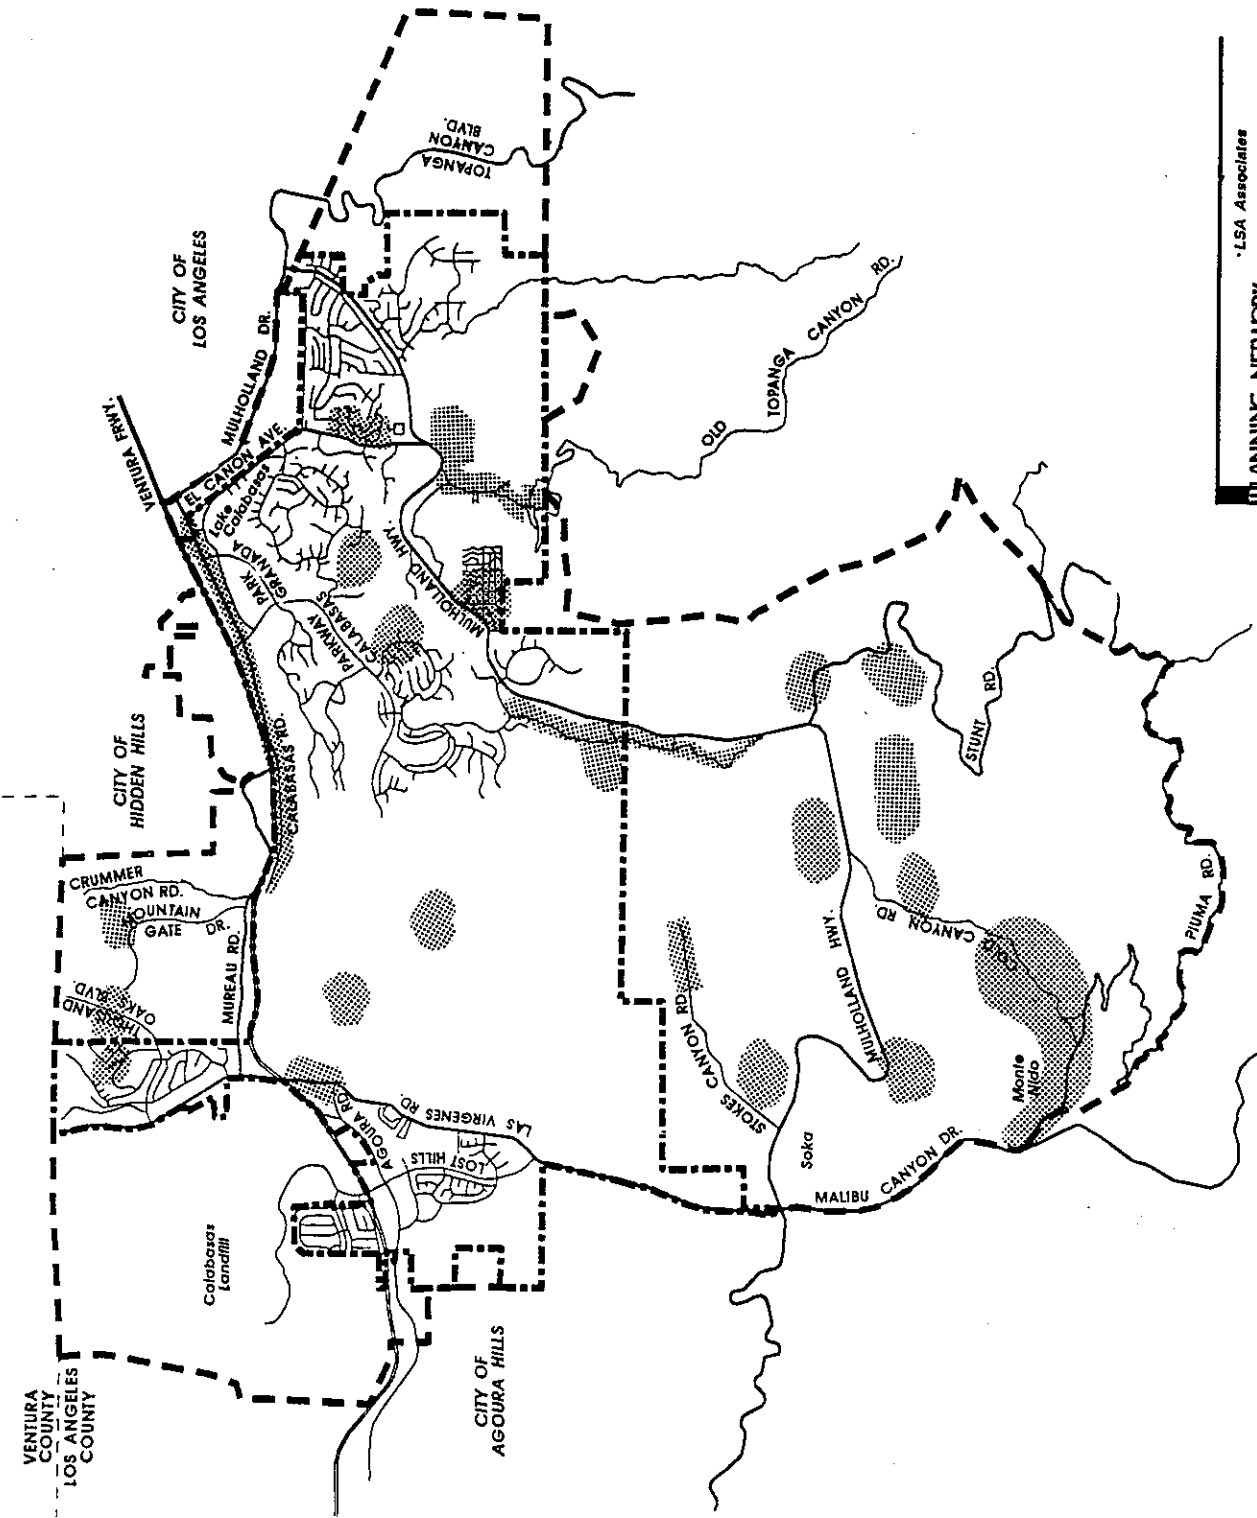 TOPANGA
CANYON
BLVD.
CITY OF
LOS ANGELES
MULHOLLAND DR.
VENTURA FRWY.
EL CANON AVE.
Lake
Calabasas
PARK
GRANADA
PARKWAY
CALABASAS
MULHOLLAND HWY.
OLD TOPANGA CANYON RD.
CITY OF
HIDDEN HILLS
CALABASAS RD.
CRUMMER
CANYON RD.
MOUNTAIN
GATE DR.
THOUSAND
OAKS BLVD.
MUREAU RD.
STUNT RD.
PIUMA RD.
MULHOLLAND HWY.
CANYON RD.
STOKES CANYON RD.
Monte
Nido
Soka
MALIBU CANYON DR.
LAS VIRGENES RD.
AGOURA RD.
LOST HILLS
Calabasas
Landfill
CITY OF
AGOURA HILLS
VENTURA
COUNTY
LOS ANGELES
COUNTY
LSA Associates
PLANNING NETWORK